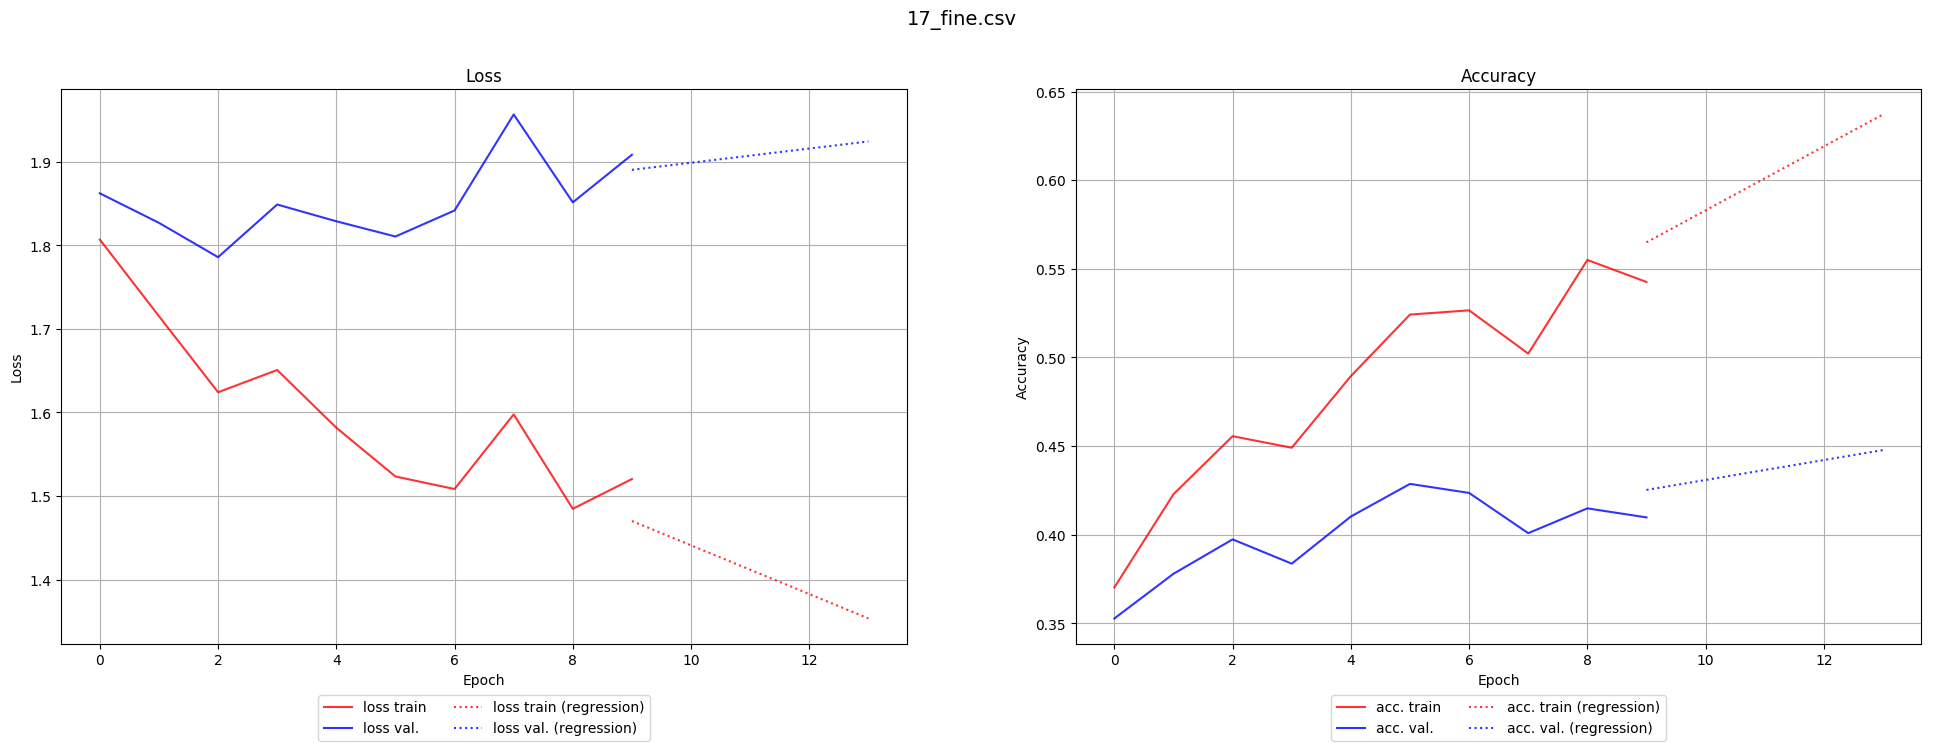 17_fine.csv
Loss
1.9
1.8
1.7
1.6
1.5
1.4
Loss
0 2 4 6 8 10 12
Epoch
loss train
loss val.
loss train (regression)
loss val. (regression)
Accuracy
0.65
0.60
0.55
0.50
0.45
0.40
0.35
Accuracy
0 2 4 6 8 10 12
Epoch
acc. train
acc. val.
acc. train (regression)
acc. val. (regression)